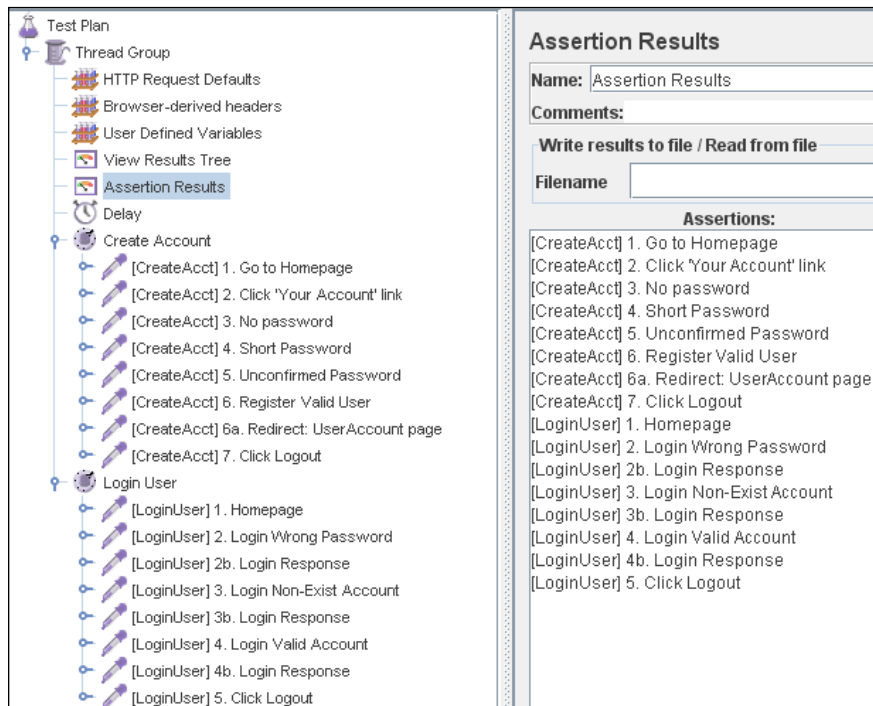 Test Plan
Thread Group
HTTP Request Defaults
Browser-derived headers
User Defined Variables
View Results Tree
Assertion Results
Delay
Create Account
[CreateAcct] 1. Go to Homepage
[CreateAcct] 2. Click 'Your Account' link
[CreateAcct] 3. No password
[CreateAcct] 4. Short Password
[CreateAcct] 5. Unconfirmed Password
[CreateAcct] 6. Register Valid User
[CreateAcct] 6a. Redirect: UserAccount page
[CreateAcct] 7. Click Logout
Login User
[LoginUser] 1. Homepage
[LoginUser] 2. Login Wrong Password
[LoginUser] 2b. Login Response
[LoginUser] 3. Login Non-Exist Account
[LoginUser] 3b. Login Response
[LoginUser] 4. Login Valid Account
[LoginUser] 4b. Login Response
[LoginUser] 5. Click Logout
Assertion Results
Name: Assertion Results
Comments:
Write results to file / Read from file
Filename
Assertions:
[CreateAcct] 1. Go to Homepage
[CreateAcct] 2. Click 'Your Account' link
[CreateAcct] 3. No password
[CreateAcct] 4. Short Password
[CreateAcct] 5. Unconfirmed Password
[CreateAcct] 6. Register Valid User
[CreateAcct] 6a. Redirect: UserAccount page
[CreateAcct] 7. Click Logout
[LoginUser] 1. Homepage
[LoginUser] 2. Login Wrong Password
[LoginUser] 2b. Login Response
[LoginUser] 3. Login Non-Exist Account
[LoginUser] 3b. Login Response
[LoginUser] 4. Login Valid Account
[LoginUser] 4b. Login Response
[LoginUser] 5. Click Logout